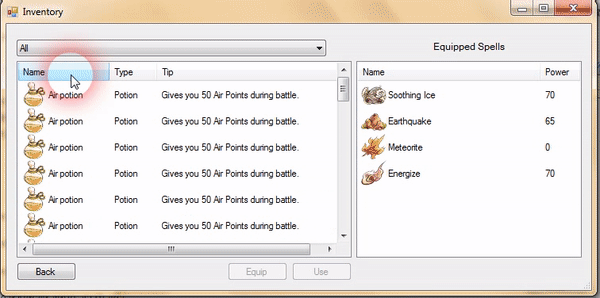 Inventory
All
Equipped Spells
Name Type Tip
Air potion Potion Gives you 50 Air Points during battle.
Air potion Potion Gives you 50 Air Points during battle.
Air potion Potion Gives you 50 Air Points during battle.
Air potion Potion Gives you 50 Air Points during battle.
Air potion Potion Gives you 50 Air Points during battle.
Air potion Potion Gives you 50 Air Points during battle.
Name Power
Soothing Ice 70
Earthquake 65
Meteorite 0
Energize 70
Back Equip Use